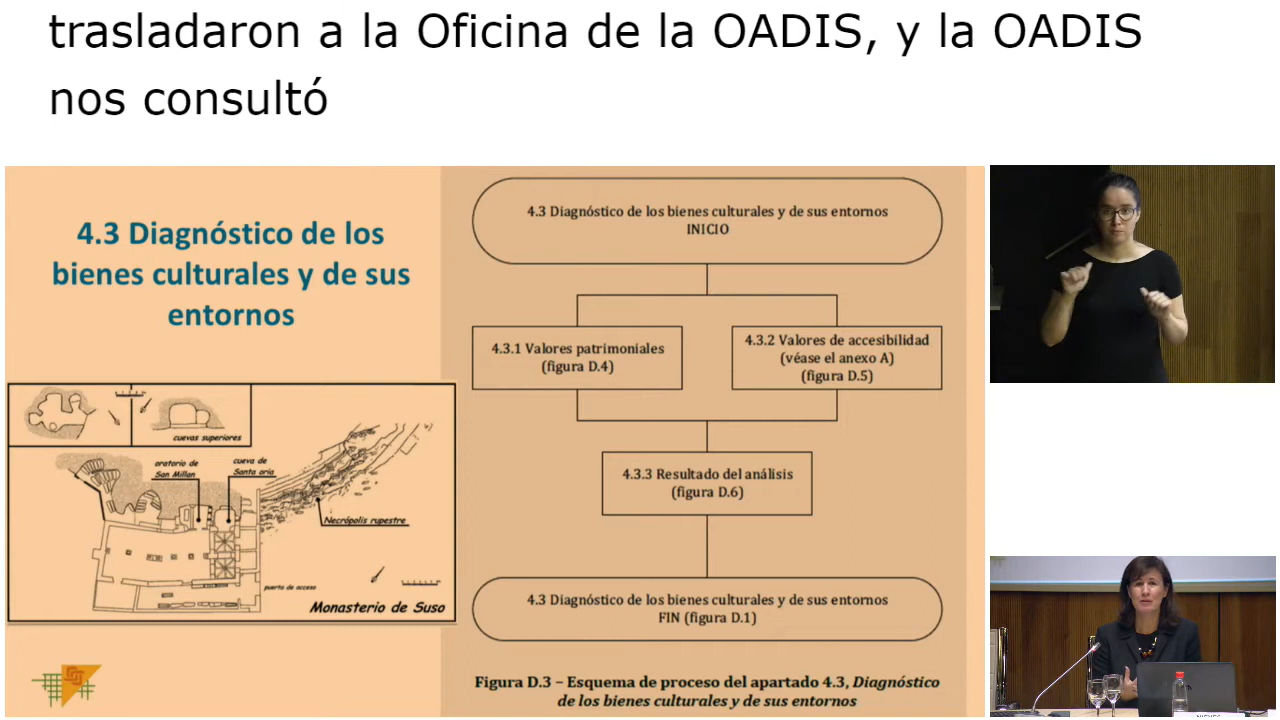 trasladaron a la Oficina de la OADIS, y la OADIS
nos consultó
4.3 Diagnóstico de los
bienes culturales y de sus
entornos
4.3 Diagnóstico de los bienes culturales y de sus entornos
INICIO
4.3.1 Valores patrimoniales
(figura D.4)
4.3.2 Valores de accesibilidad
(véase el anexo A)
(figura D.5)
4.3.3 Resultado del análisis
(figura D.6)
4.3 Diagnóstico de los bienes culturales y de sus entornos
FIN (figura D.1)
Figura D.3 – Esquema de proceso del apartado 4.3, Diagnóstico
de los bienes culturales y de sus entornos
cuevas superiores
oratorio de
San Millan
cueva de
Santa oria
Necrópolis rupestre
puerta de acceso
Monasterio de Suso